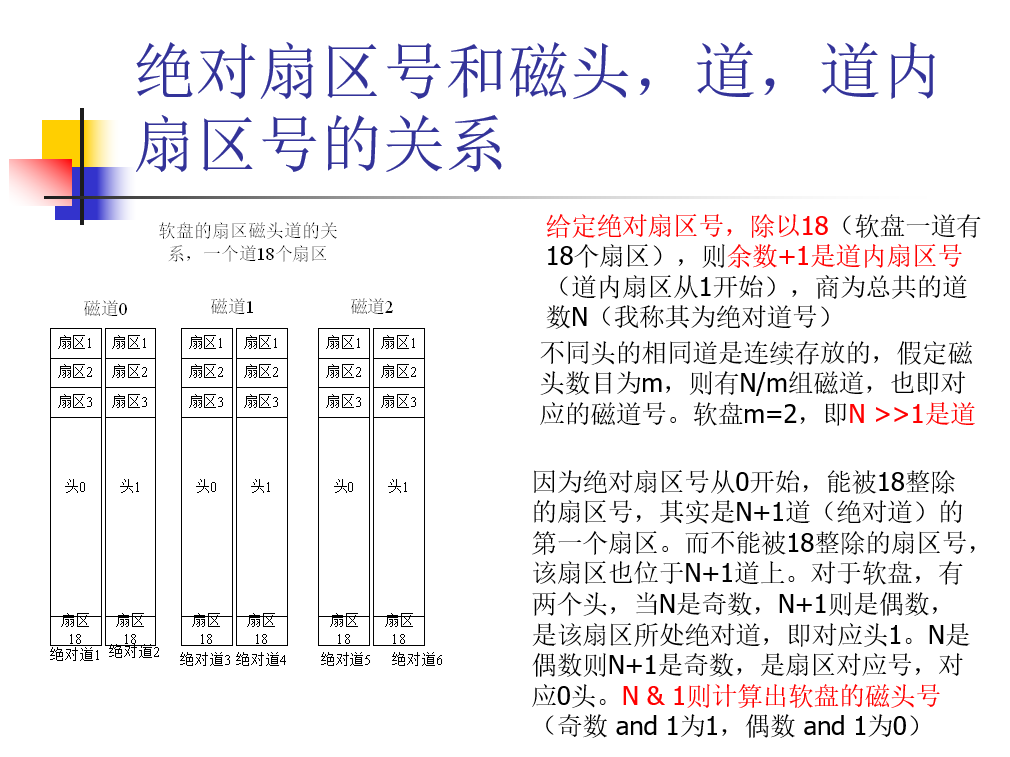 绝对扇区号和磁头，道，道内
扇区号的关系
软盘的扇区磁头道的关
系，一个道18个扇区
磁道0
磁道1
磁道2
扇区1 扇区1 扇区1 扇区1 扇区1 扇区1
扇区2 扇区2 扇区2 扇区2 扇区2 扇区2
扇区3 扇区3 扇区3 扇区3 扇区3 扇区3
头0 头1 头0 头1 头0 头1
扇区 扇区 扇区 扇区 扇区 扇区
18 18 18 18 18 18
绝对道1 绝对道2 绝对道3 绝对道4 绝对道5 绝对道6
给定绝对扇区号，除以18（软盘一道有
18个扇区），则余数+1是道内扇区号
（道内扇区从1开始），商为总共的道
数N（我称其为绝对道号）
不同头的相同道是连续存放的，假定磁
头数目为m，则有N/m组磁道，也即对
应的磁道号。软盘m=2，即N >>1是道
因为绝对扇区号从0开始，能被18整除
的扇区号，其实是N+1道（绝对道）的
第一个扇区。而不能被18整除的扇区号，
该扇区也位于N+1道上。对于软盘，有
两个头，当N是奇数，N+1则是偶数，
是该扇区所处绝对道，即对应头1。N是
偶数则N+1是奇数，是扇区对应号，对
应0头。N & 1则计算出软盘的磁头号
（奇数 and 1为1，偶数 and 1为0）